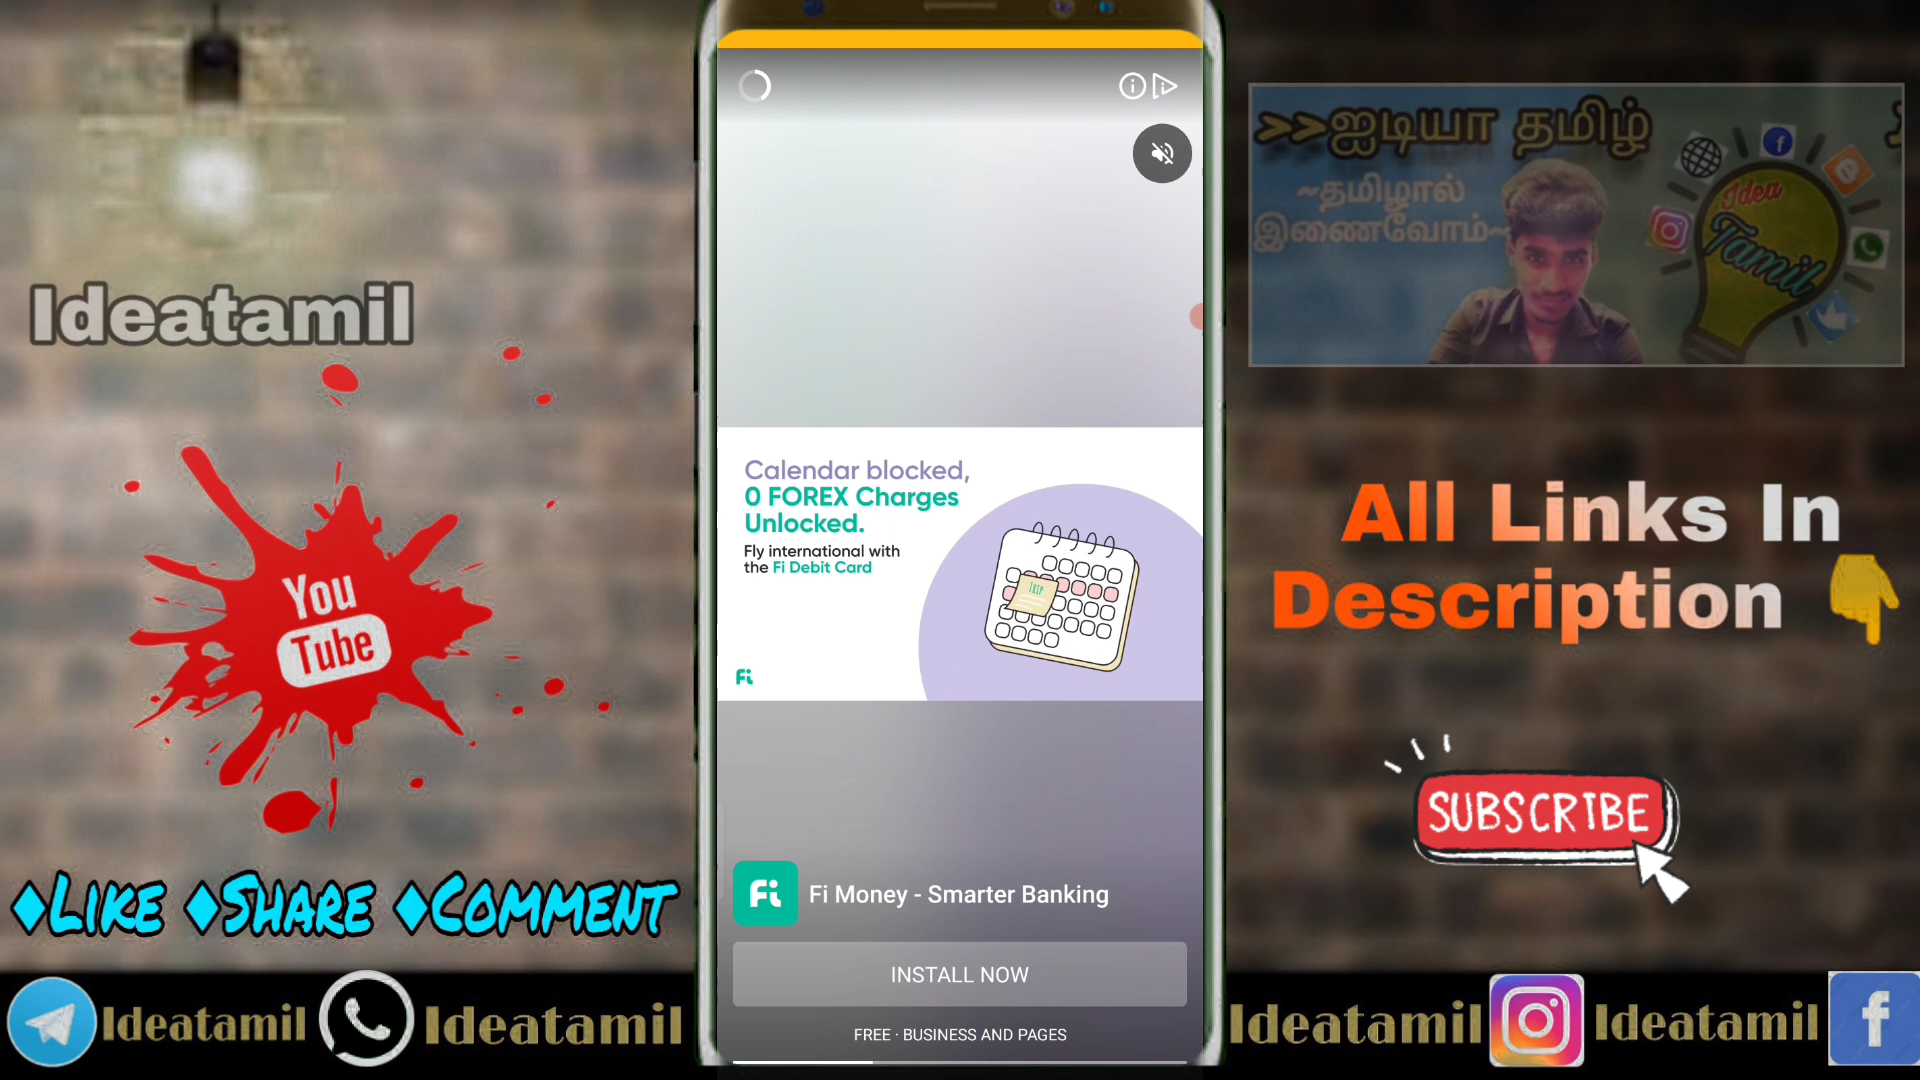 Ideatamil
You
Tube
♦LIKE ♦SHARE ♦COMMENT
Ideatamil
Ideatamil
Calendar blocked,
0 FOREX Charges
Unlocked.
Fly international with
the Fi Debit Card
TRIP
Fi
Fi
Fi Money - Smarter Banking
INSTALL NOW
FREE · BUSINESS AND PAGES
>>ஐடியா தமிழ்
~தமிழால்
இணைவோம்~
Idea
Tamil
All Links In
Description 👇
SUBSCRIBE
Ideatamil
Ideatamil